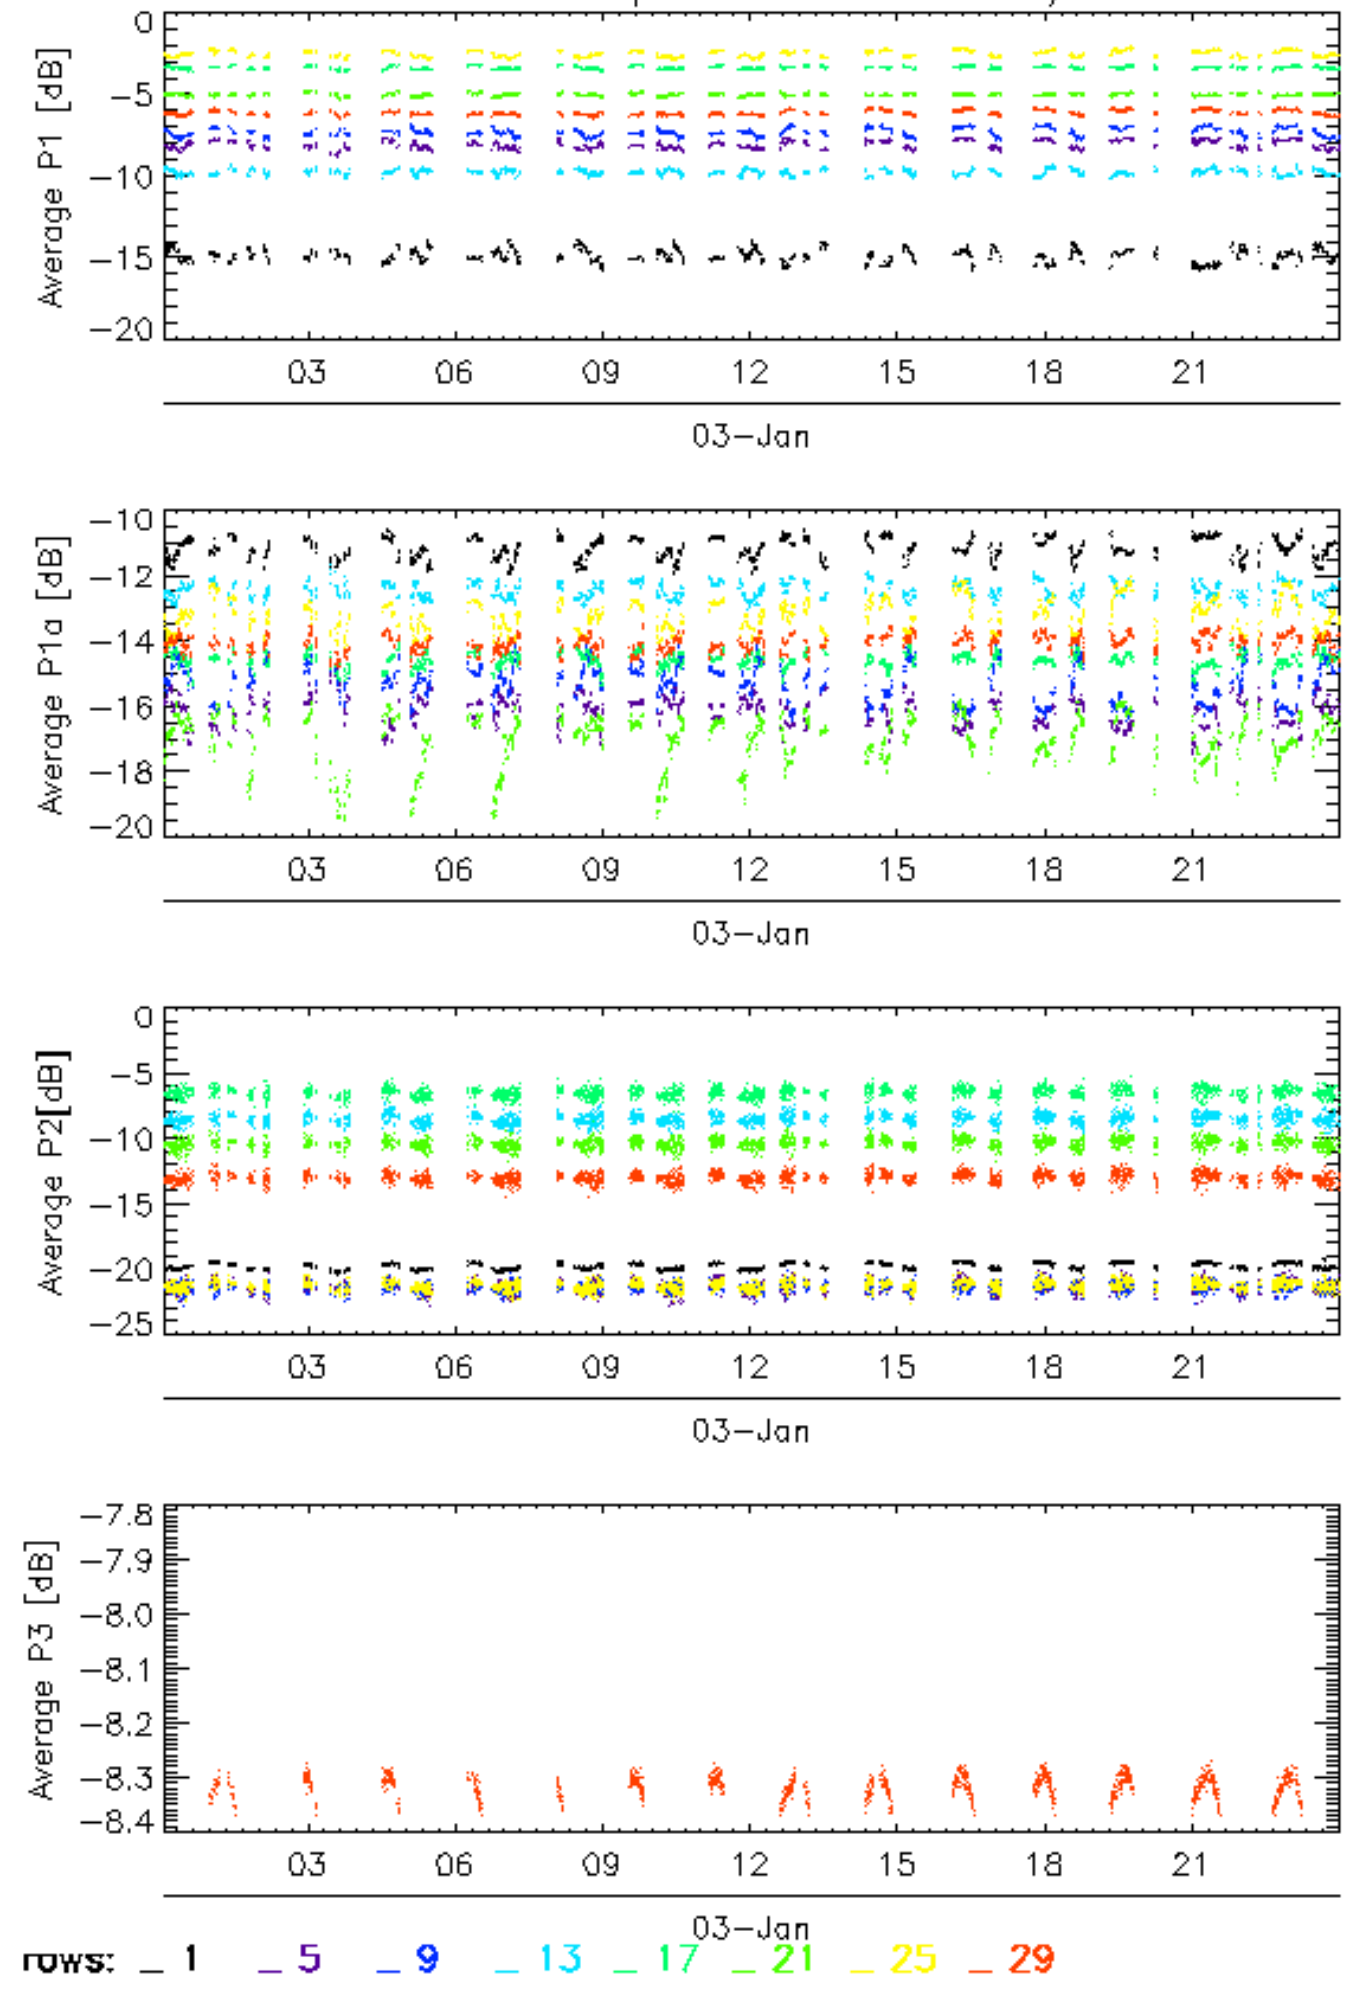 0
−5
−10
−15
−20
Average P1 [dB]
03 06 09 12 15 18 21
03−Jan
−10
−12
−14
−16
−18
−20
Average P1a [dB]
03 06 09 12 15 18 21
03−Jan
0
−5
−10
−15
−20
−25
Average P2[dB]
03 06 09 12 15 18 21
03−Jan
−7.8
−7.9
−8.0
−8.1
−8.2
−8.3
−8.4
Average P3 [dB]
03 06 09 12 15 18 21
03−Jan
rows: _ 1 _ 5 _ 9 _ 13 _ 17 _ 21 _ 25 _ 29